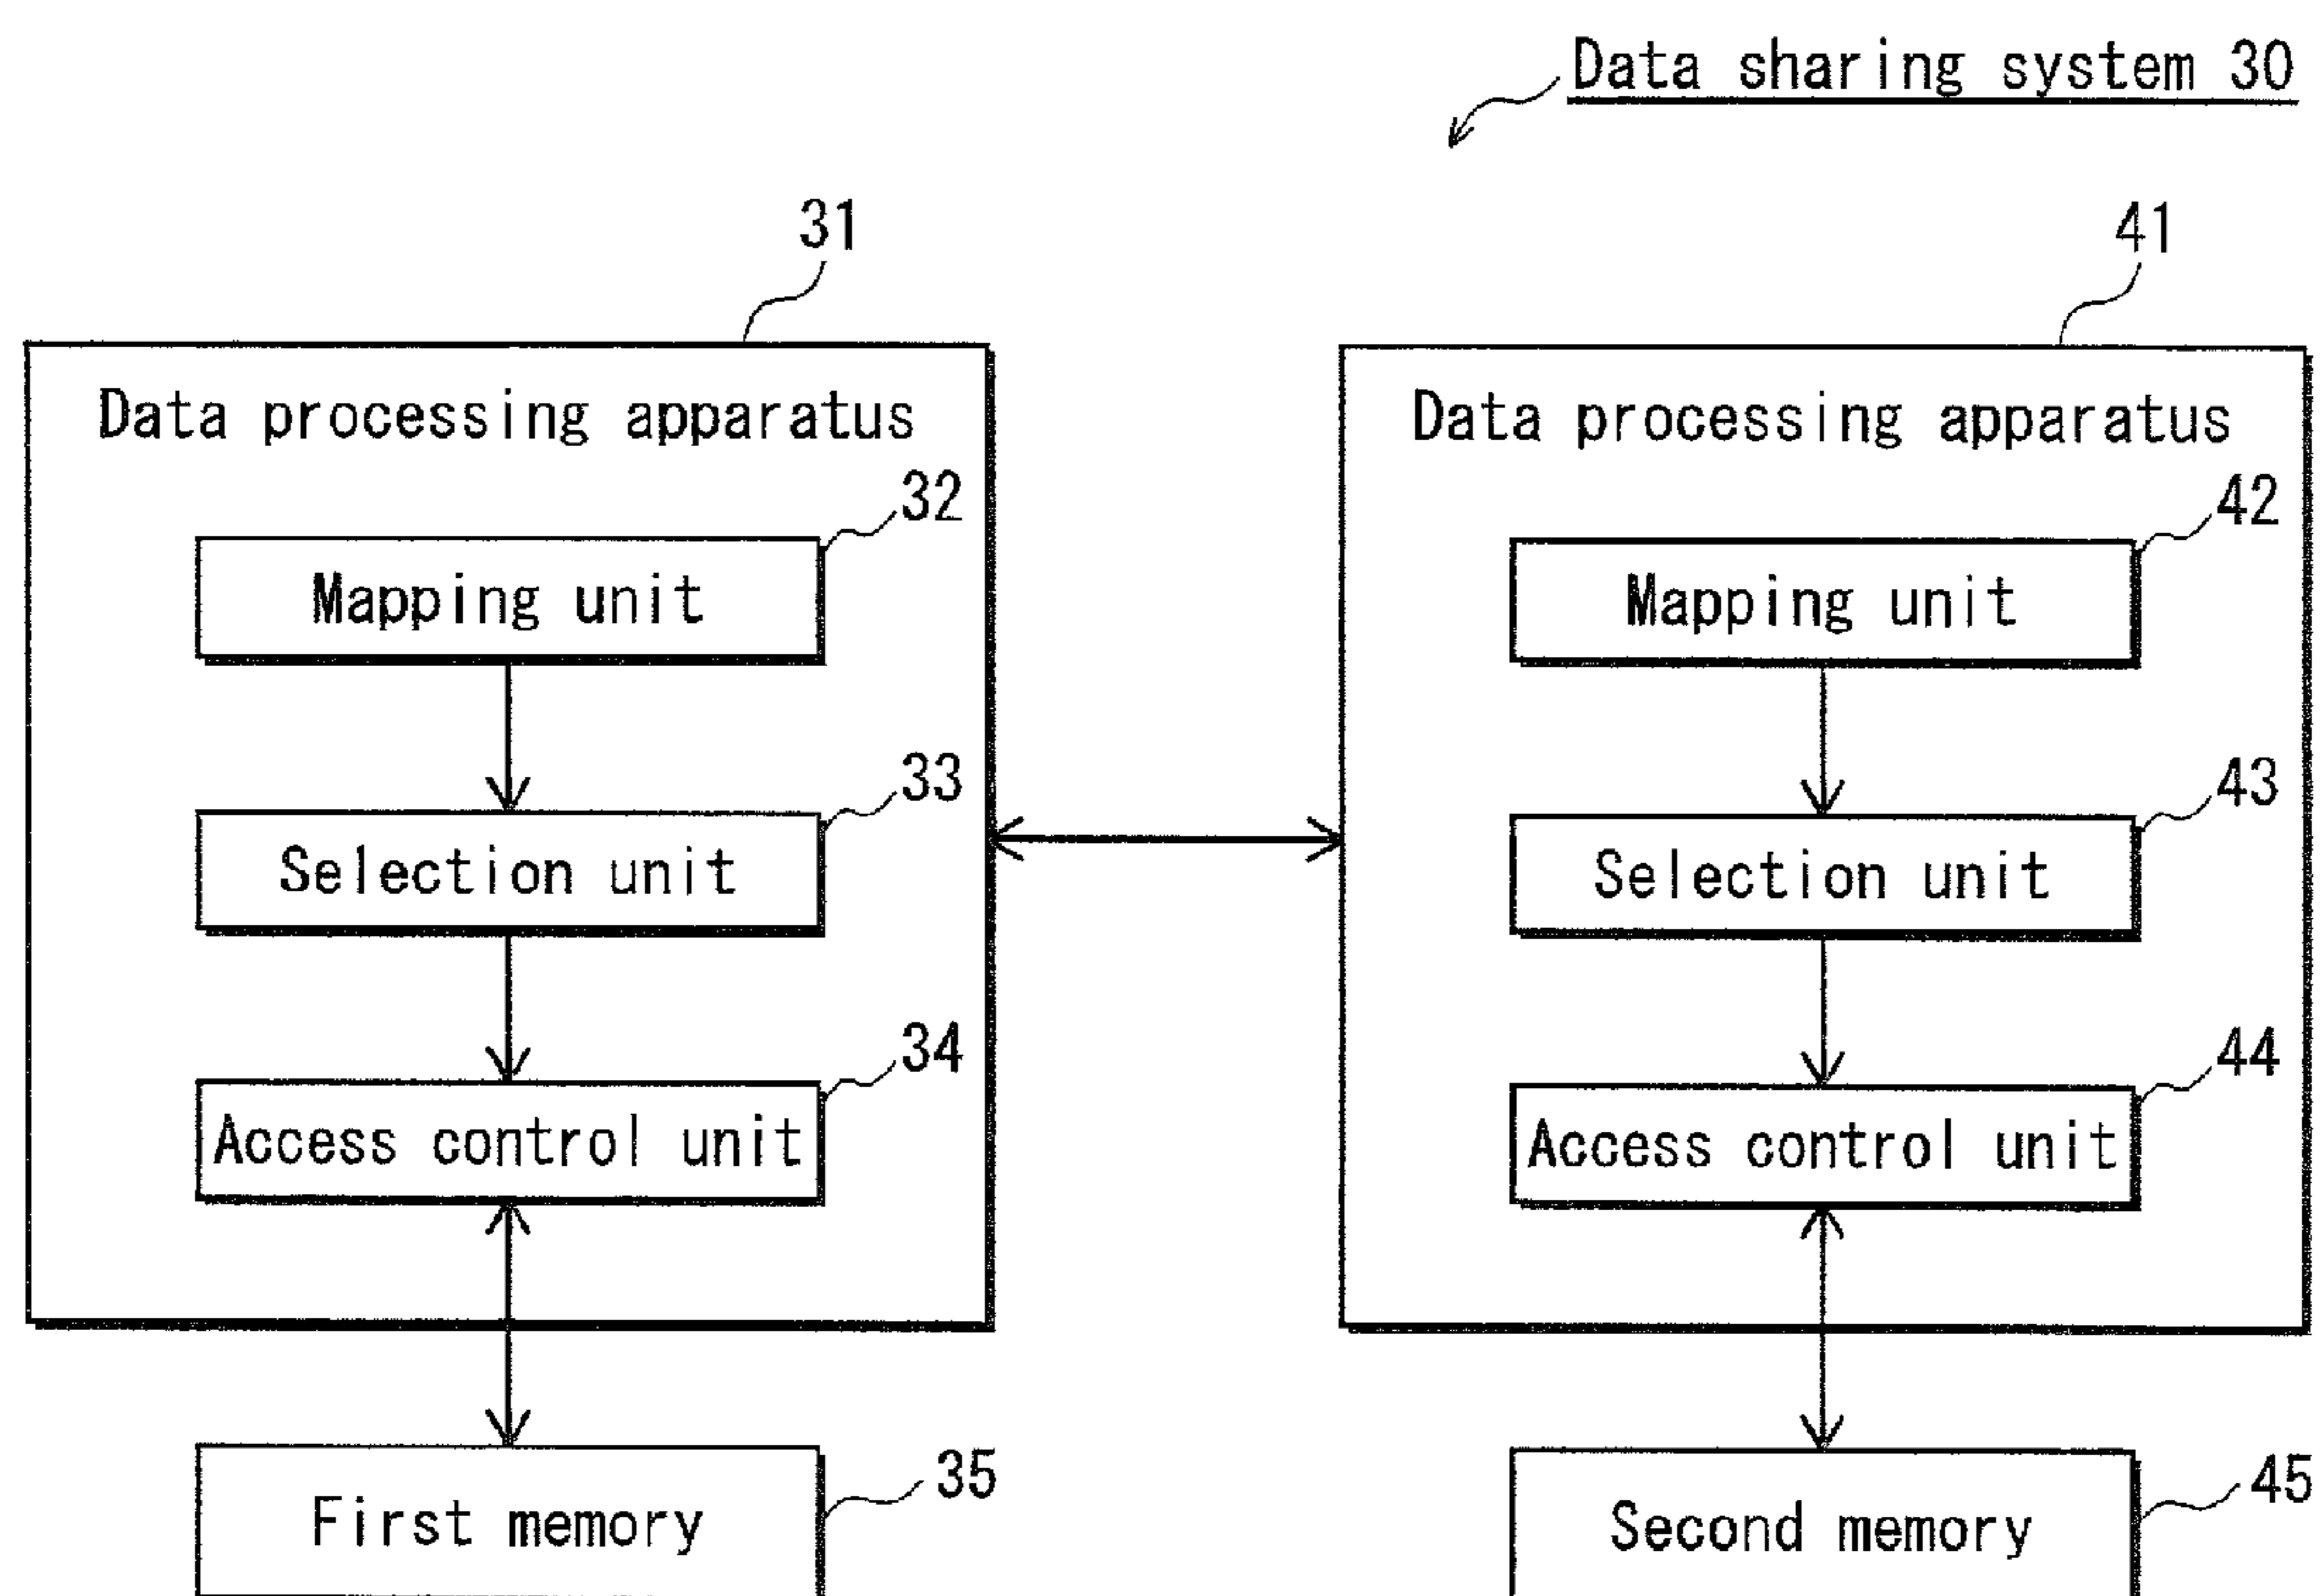 Data sharing system 30
31
41
Data processing apparatus
Data processing apparatus
32
42
Mapping unit
Mapping unit
33
43
Selection unit
Selection unit
34
44
Access control unit
Access control unit
35
45
First memory
Second memory